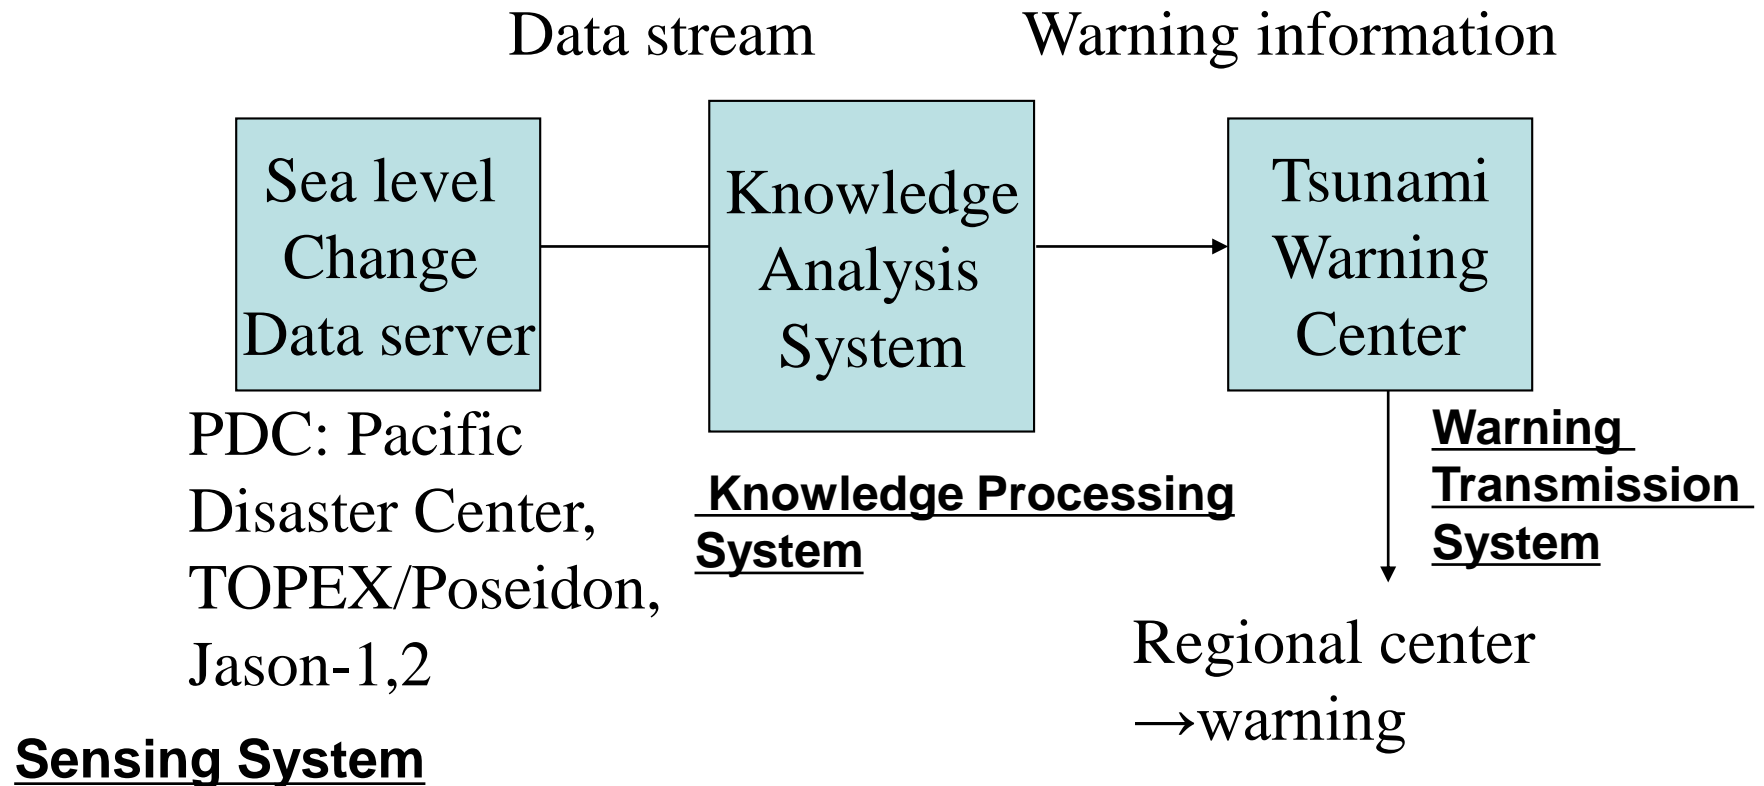 Data stream
Warning information
Sea level
Change
Data server
Knowledge
Analysis
System
Tsunami
Warning
Center
PDC: Pacific
Disaster Center,
TOPEX/Poseidon,
Jason-1,2
Sensing System
Knowledge Processing
System
Warning
Transmission
System
Regional center
→warning